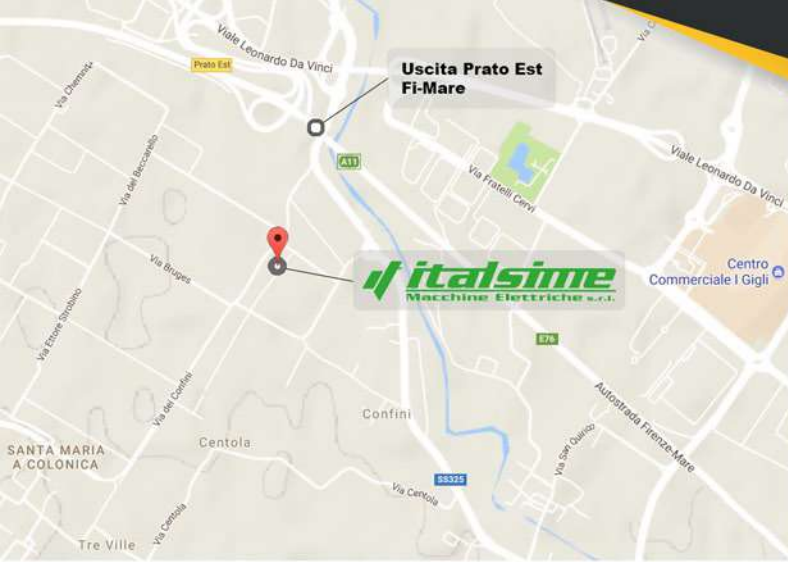 Viale Leonardo Da Vinci
Prato Est
Uscita Prato Est
Fi-Mare
Via Chemnitz
A11
Via del Beccarello
Via Fratelli Cervi
Viale Leonardo Da Vinci
Via Bruges
italsime
Macchine Elettriche s.r.l.
Centro
Commerciale I Gigli
Via Ettore Strobino
E76
Via dei Confini
Autostrada Firenze-Mare
Confini
Centola
Via San Quirico
SANTA MARIA
A COLONICA
SS325
Via Centola
Via Centola
Tre Ville